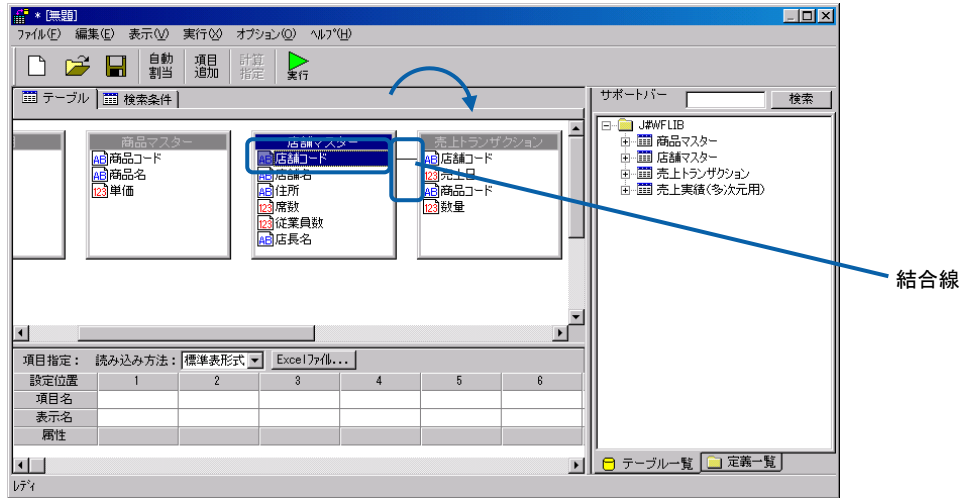 * [無題]
ファイル(F) 編集(E) 表示(V) 実行(X) オプション(O) ヘルプ(H)
自動割当 項目追加 計算指定 実行
テーブル 検索条件
商品マスター
商品コード
商品名
単価
店舗マスター
店舗コード
店舗名
住所
席数
従業員数
店長名
売上トランザクション
店舗コード
売上日
商品コード
数量
サポートバー 検索
J#WFLIB
商品マスター
店舗マスター
売上トランザクション
売上実績(多次元用)
結合線
項目指定: 読み込み方法: 標準表形式 Excelファイル...
設定位置 1 2 3 4 5 6
項目名
表示名
属性
テーブル一覧 定義一覧
レディ